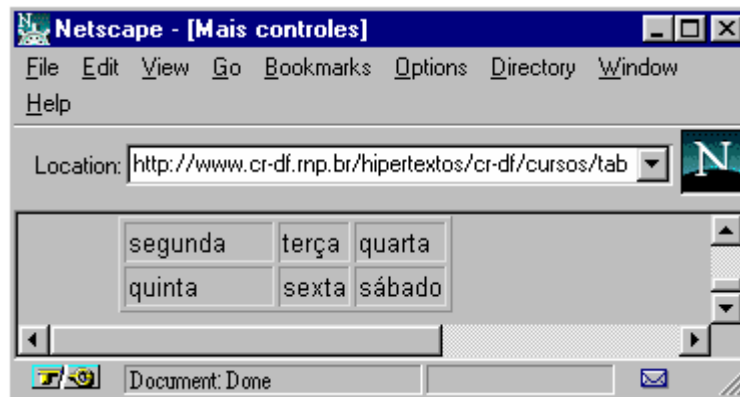 Netscape - [Mais controles]
File Edit View Go Bookmarks Options Directory Window
Help
Location: http://www.cr-df.rnp.br/hipertextos/cr-df/cursos/tab
N
segunda terça quarta
quinta sexta sábado
Document: Done